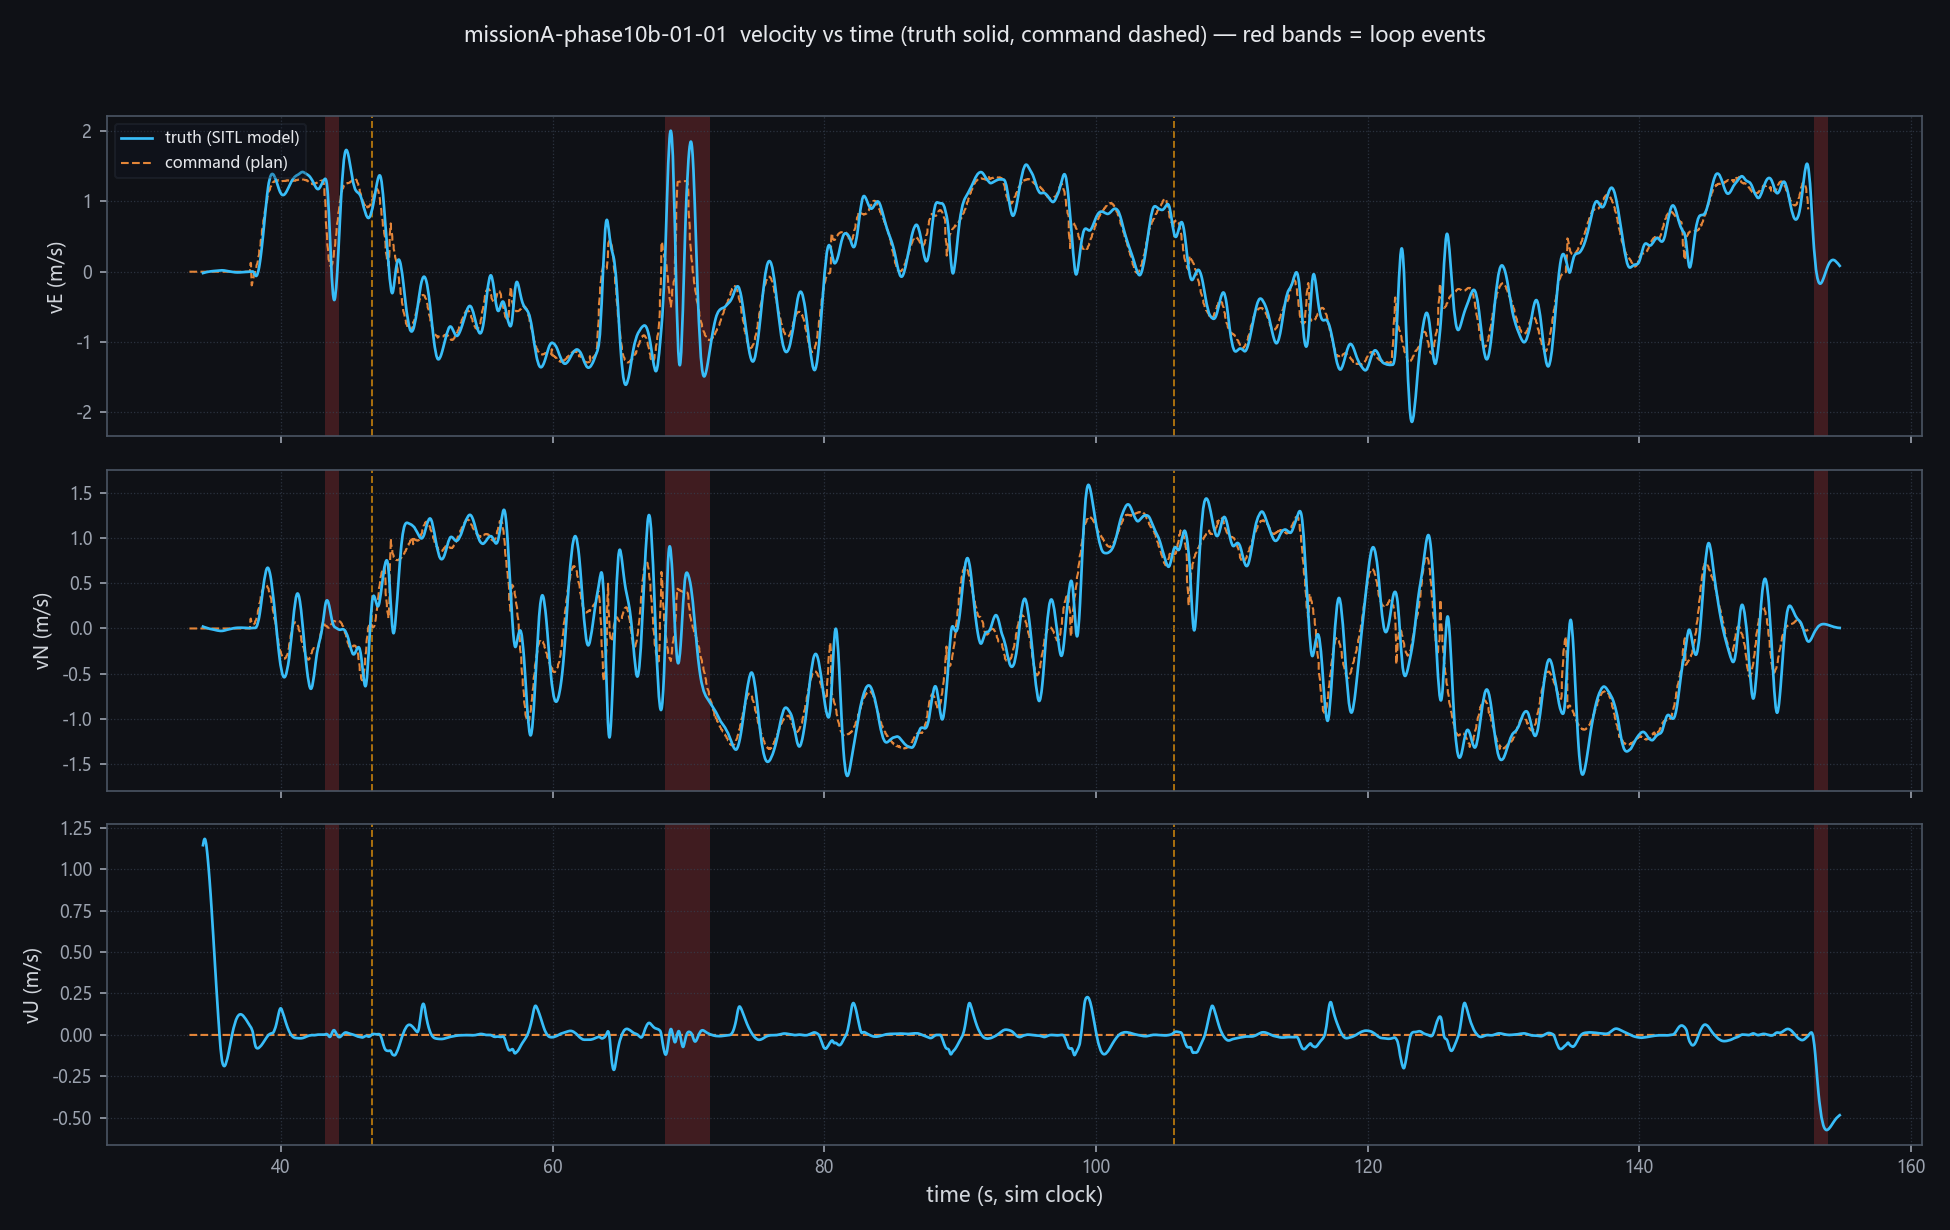 missionA-phase10b-01-01  velocity vs time (truth solid, command dashed) — red bands = loop events
truth (SITL model)
command (plan)
2
1
0
-1
-2
vE (m/s)
1.5
1.0
0.5
0.0
-0.5
-1.0
-1.5
vN (m/s)
1.25
1.00
0.75
0.50
0.25
0.00
-0.25
-0.50
vU (m/s)
40 60 80 100 120 140 160
time (s, sim clock)